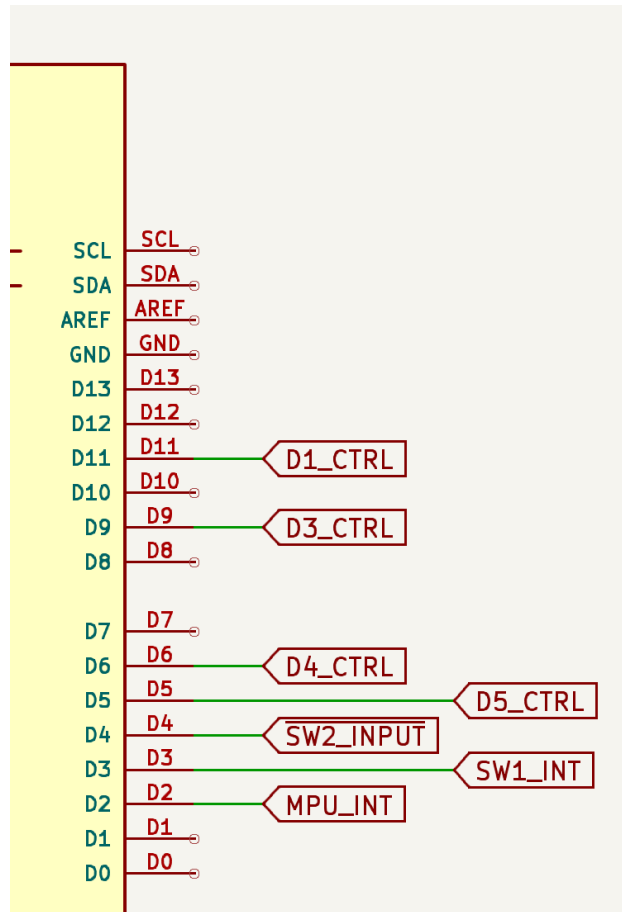 SCL SCL
SDA SDA
AREF AREF
GND GND
D13 D13
D12 D12
D11 D11 D1_CTRL
D10 D10
D9 D9 D3_CTRL
D8 D8
D7 D7
D6 D6 D4_CTRL
D5 D5 D5_CTRL
D4 D4 SW2_INPUT
D3 D3 SW1_INT
D2 D2 MPU_INT
D1 D1
D0 D0